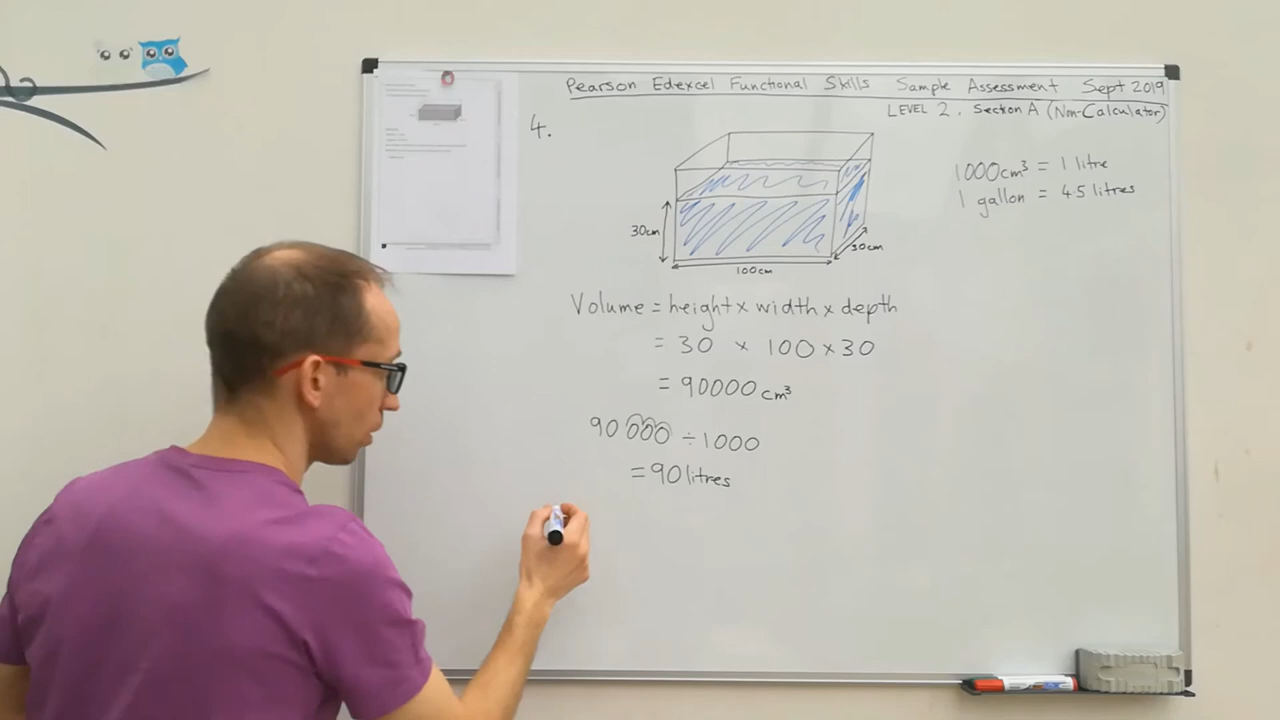 Pearson Edexcel Functional Skills Sample Assessment Sept 2019
LEVEL 2, Section A (Non-Calculator)
4.
1000cm³ = 1 litre
1 gallon = 4.5 litres
30cm
30cm
100cm
Volume = height x width x depth
= 30 x 100 x 30
= 90000 cm³
90000 ÷ 1000
= 90 litres